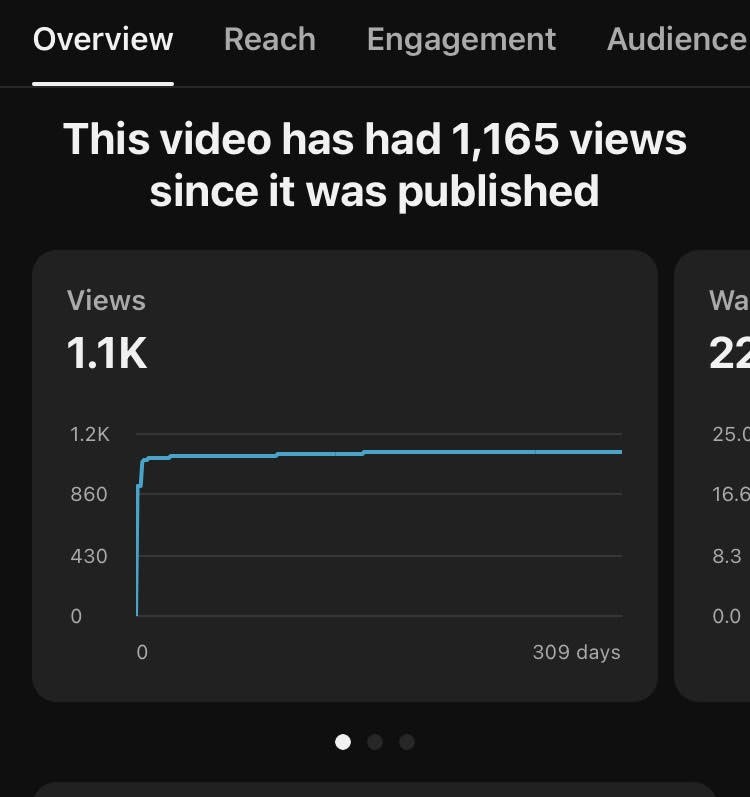 Overview Reach Engagement Audience
This video has had 1,165 views
since it was published
Views
1.1K
1.2K
860
430
0
0 309 days
Wa
22
25.0
16.6
8.3
0.0